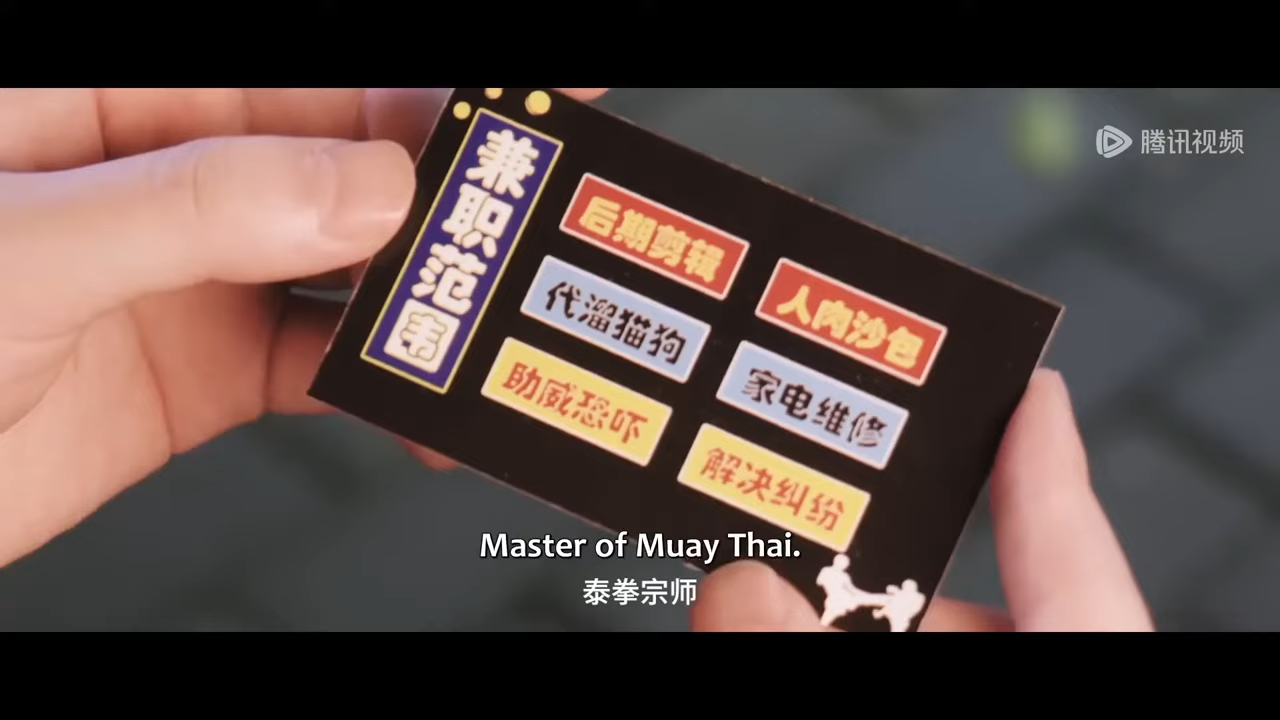 腾讯视频
兼职范围
后期剪辑
人肉沙包
代溜猫狗
家电维修
助威恐吓
解决纠纷
Master of Muay Thai.
泰拳宗师